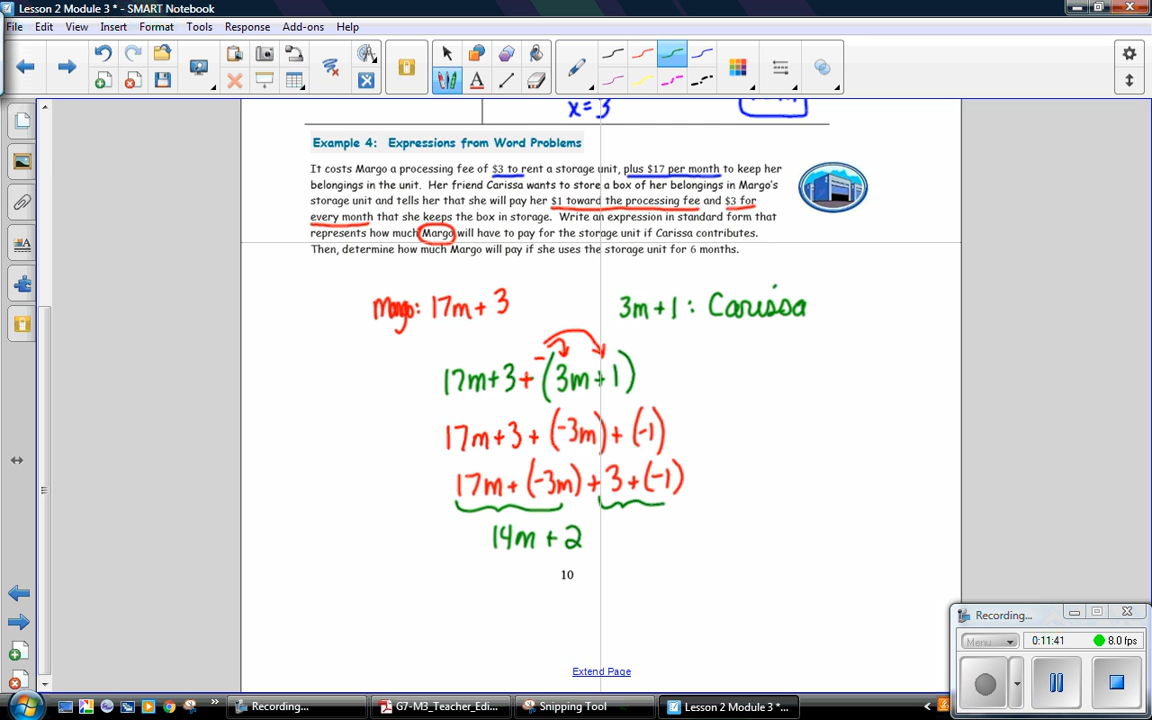 Lesson 2 Module 3 * - SMART Notebook
File Edit View Insert Format Tools Response Add-ons Help
x = 3
Example 4: Expressions from Word Problems
It costs Margo a processing fee of $3 to rent a storage unit, plus $17 per month to keep her
belongings in the unit. Her friend Carissa wants to store a box of her belongings in Margo's
storage unit and tells her that she will pay her $1 toward the processing fee and $3 for
every month that she keeps the box in storage. Write an expression in standard form that
represents how much Margo will have to pay for the storage unit if Carissa contributes.
Then, determine how much Margo will pay if she uses the storage unit for 6 months.
Margo: 17m + 3 3m + 1 : Carissa
17m + 3 + -(3m + 1)
17m + 3 + (-3m) + (-1)
17m + (-3m) + 3 + (-1)
14m + 2
10
Extend Page
Recording...
Menu 0:11:41 8.0 fps
Recording... G7-M3_Teacher_Edi... Snipping Tool Lesson 2 Module 3 *...